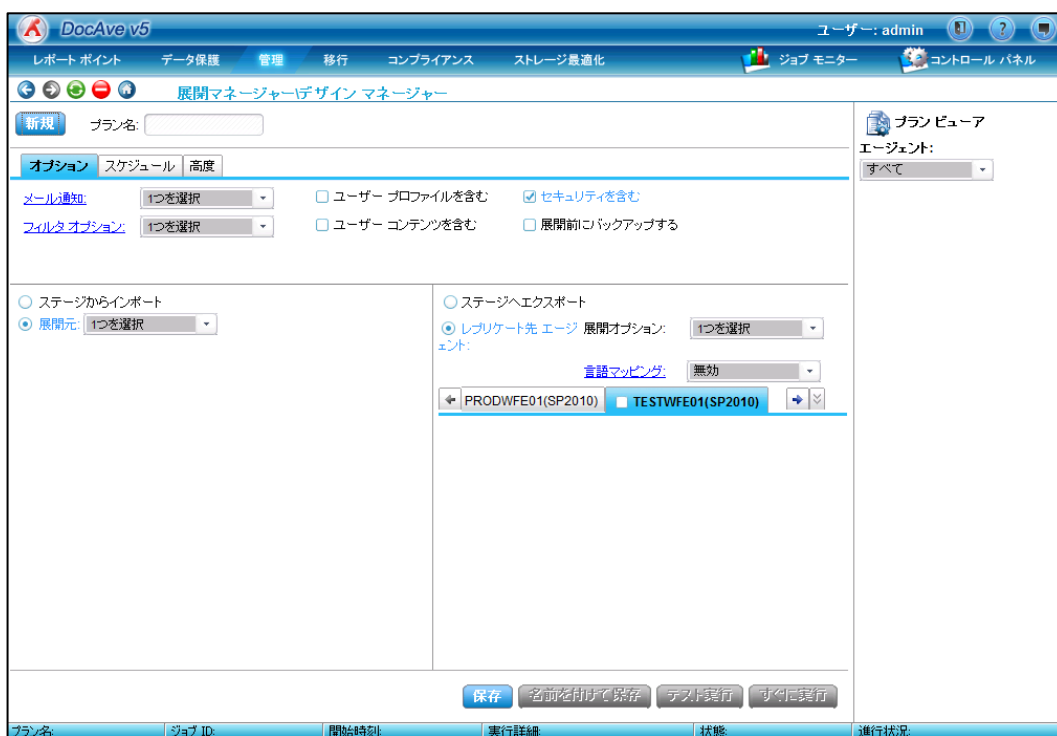 DocAve v5
ユーザー: admin
レポート ポイント データ保護 管理 移行 コンプライアンス ストレージ最適化 ジョブ モニター コントロール パネル
展開マネージャー\デザイン マネージャー
新規 プラン名:
プラン ビューア
エージェント:
すべて
オプション スケジュール 高度
メール通知: 1つを選択 ユーザー プロファイルを含む セキュリティを含む
フィルタ オプション: 1つを選択 ユーザー コンテンツを含む 展開前にバックアップする
ステージからインポート
展開元: 1つを選択
ステージへエクスポート
レプリケート先 エージェント: 展開オプション: 1つを選択
言語マッピング: 無効
PRODWFE01(SP2010) TESTWFE01(SP2010)
保存 名前を付けて保存 テスト実行 すぐに実行
プラン名: ジョブ ID: 開始時刻: 実行詳細: 状態: 進行状況: